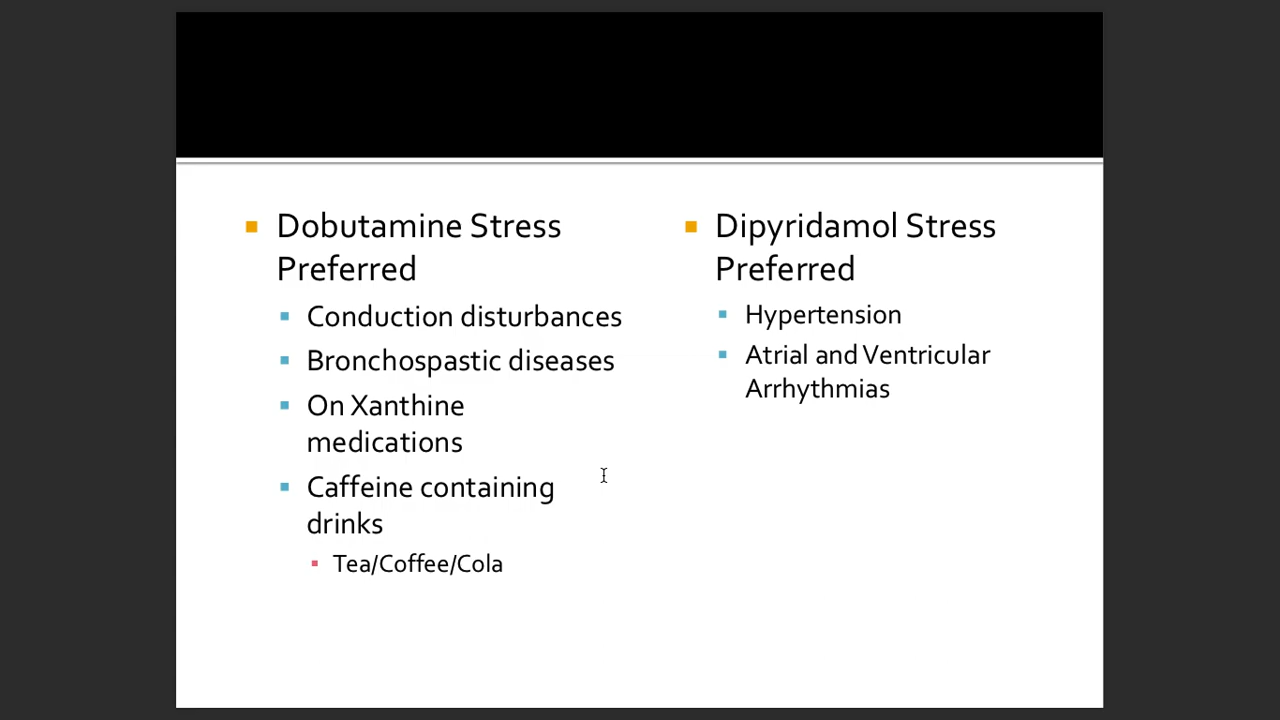 Dobutamine Stress
Preferred
Conduction disturbances
Bronchospastic diseases
On Xanthine
medications
Caffeine containing
drinks
Tea/Coffee/Cola
Dipyridamol Stress
Preferred
Hypertension
Atrial and Ventricular
Arrhythmias